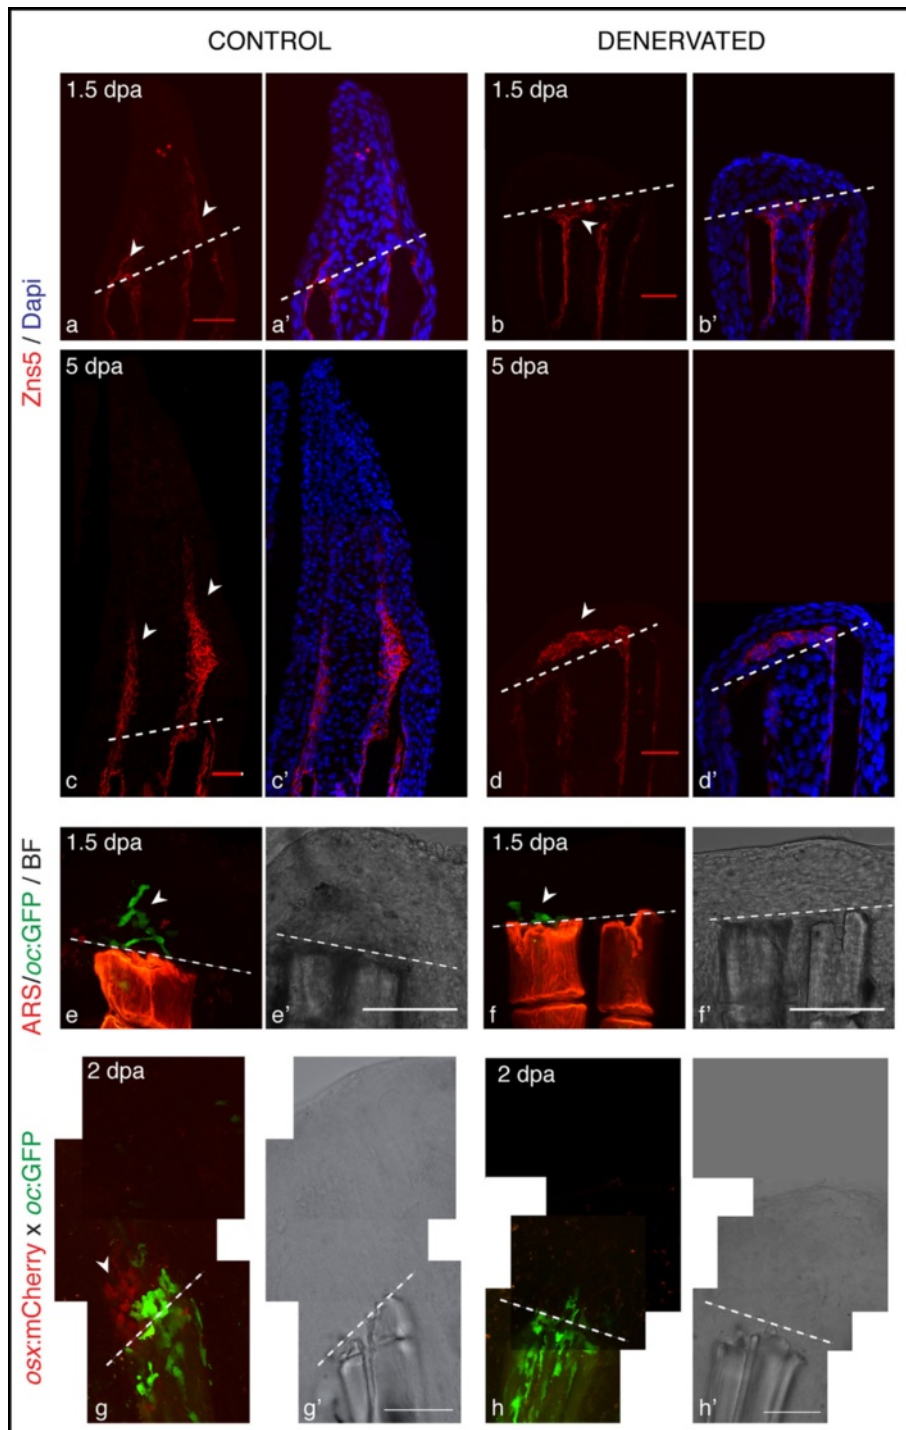 CONTROL DENERVATED
Zns5 / Dapi
1.5 dpa 1.5 dpa
a a' b b'
5 dpa 5 dpa
c c' d d'
ARS/oc:GFP / BF
1.5 dpa 1.5 dpa
e e' f f'
osx:mCherry x oc:GFP
2 dpa 2 dpa
g g' h h'